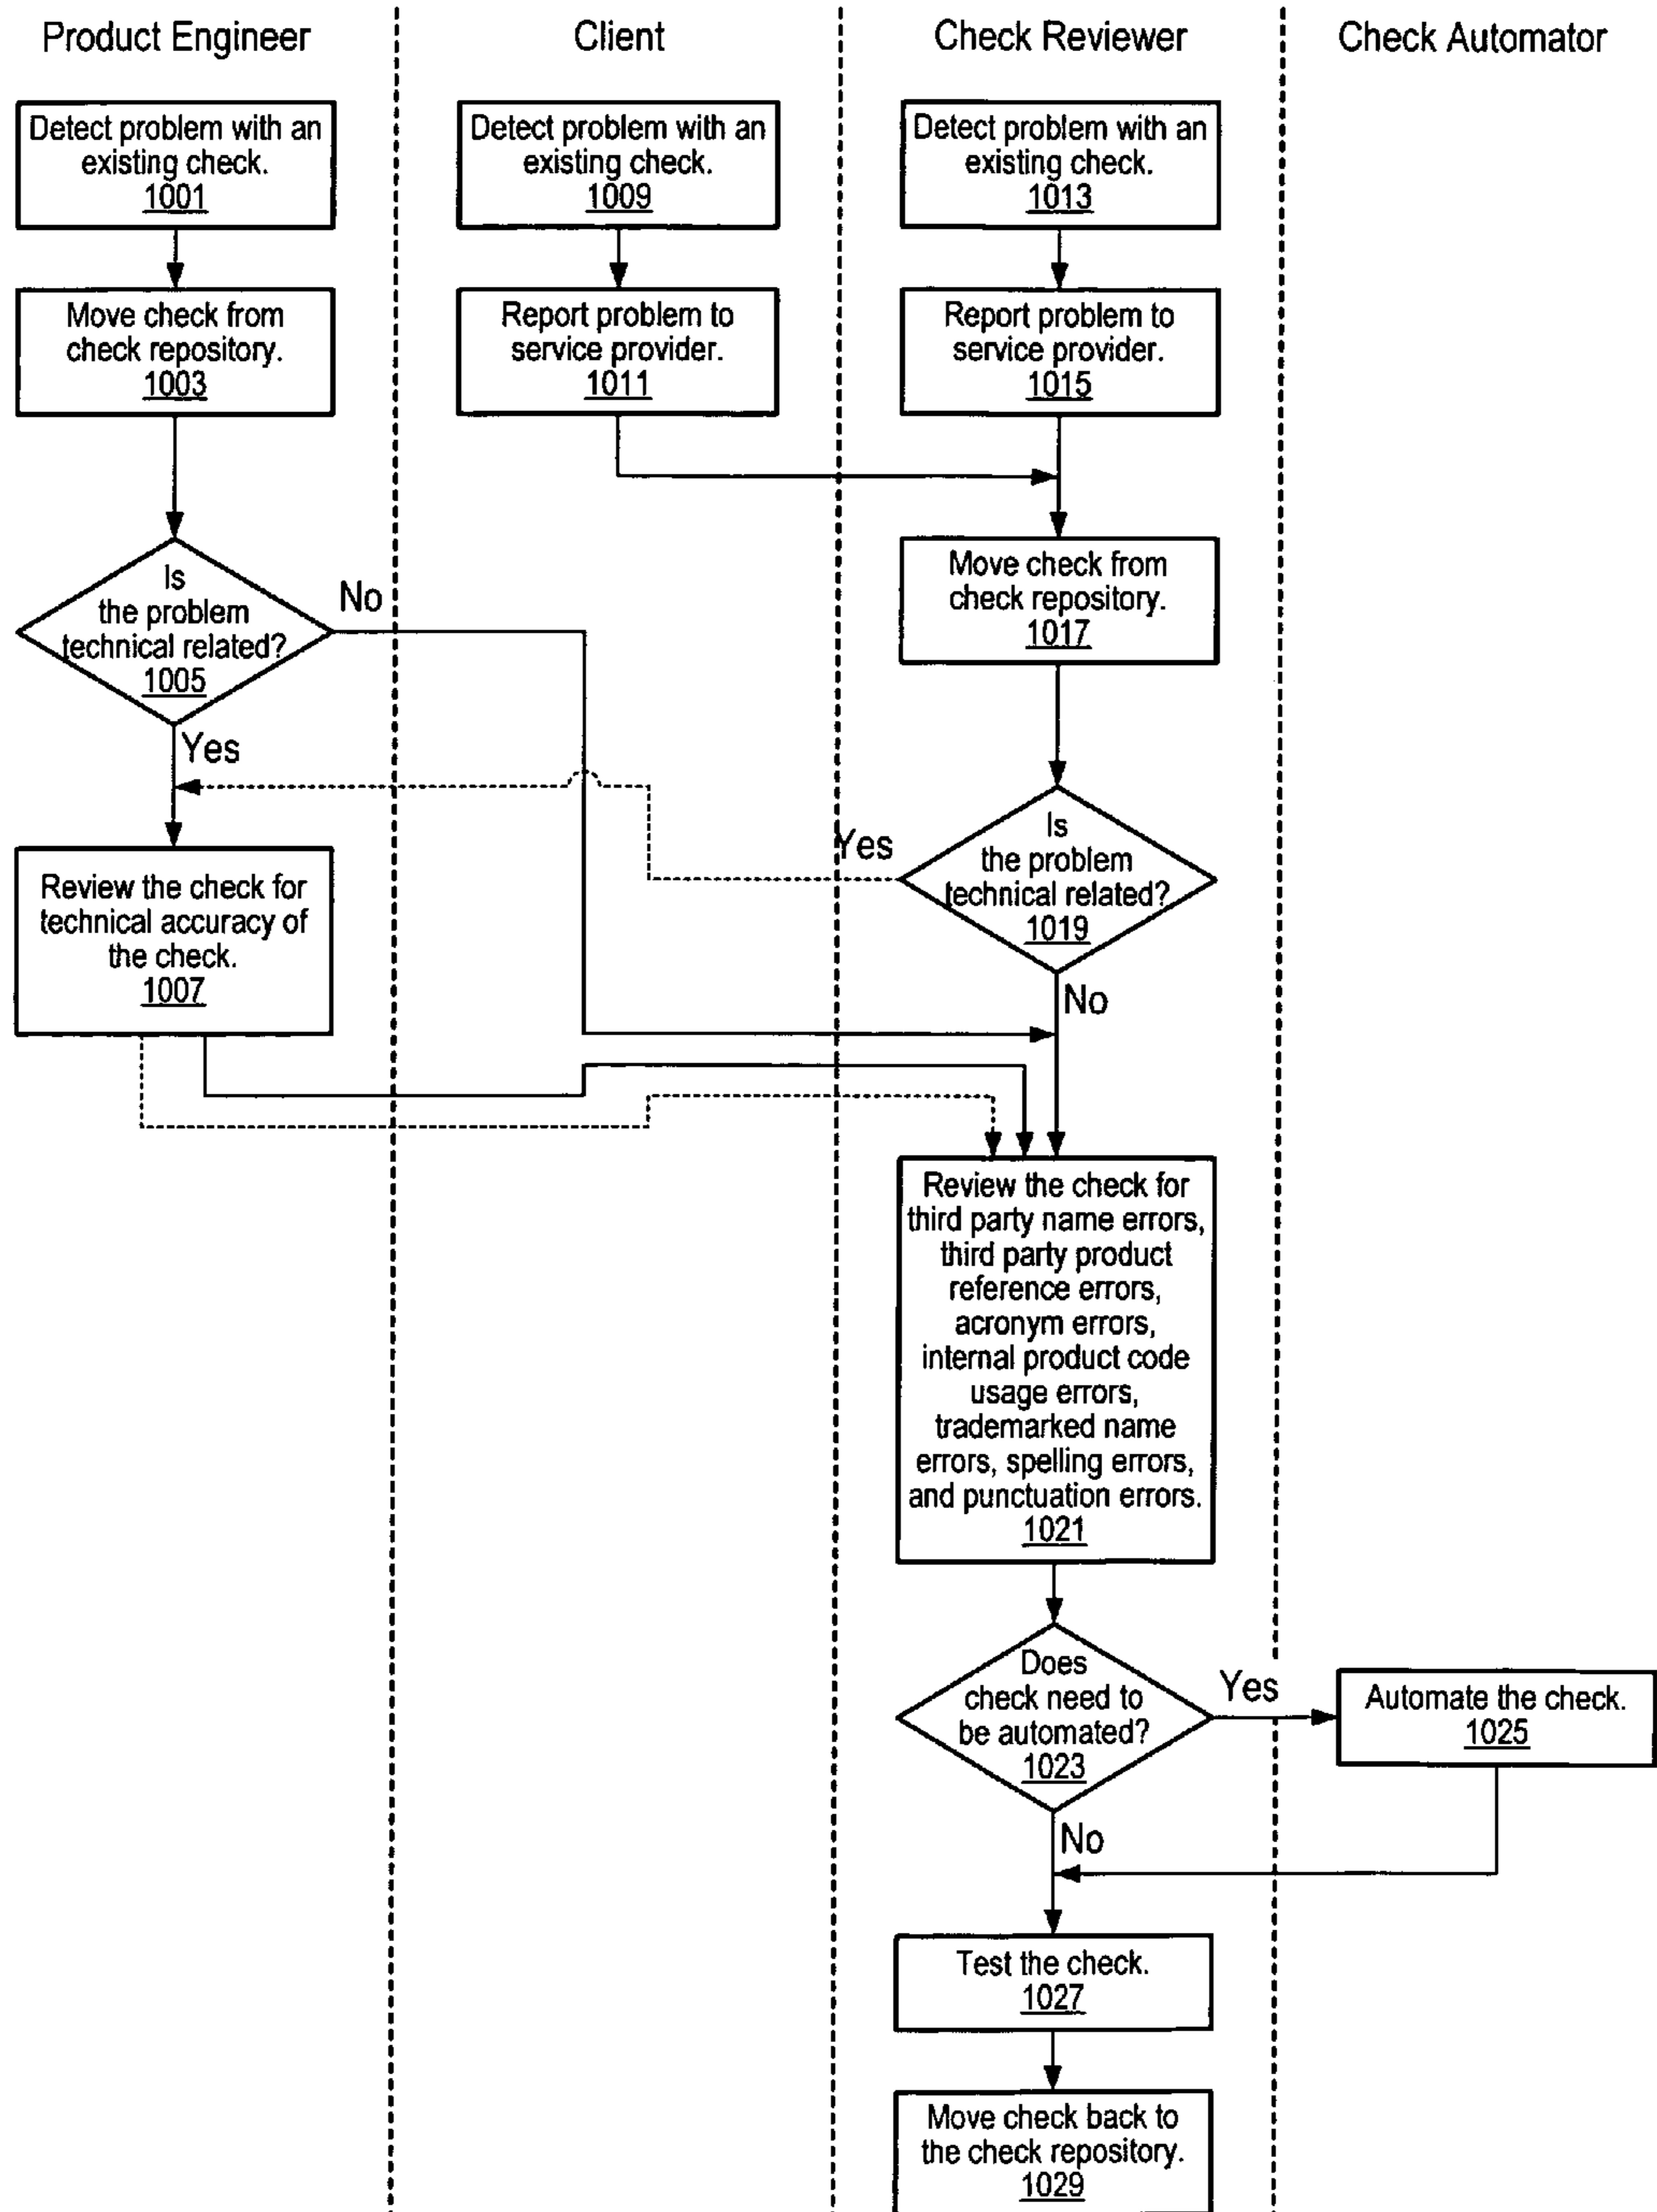 Product Engineer
Client
Check Reviewer
Check Automator
Detect problem with an
existing check.
1001
Detect problem with an
existing check.
1009
Detect problem with an
existing check.
1013
Move check from
check repository.
1003
Report problem to
service provider.
1011
Report problem to
service provider.
1015
Is
the problem
technical related?
1005
No
Yes
Move check from
check repository.
1017
Is
the problem
technical related?
1019
Yes
No
Review the check for
technical accuracy of
the check.
1007
Review the check for
third party name errors,
third party product
reference errors,
acronym errors,
internal product code
usage errors,
trademarked name
errors, spelling errors,
and punctuation errors.
1021
Does
check need to
be automated?
1023
Yes
No
Automate the check.
1025
Test the check.
1027
Move check back to
the check repository.
1029